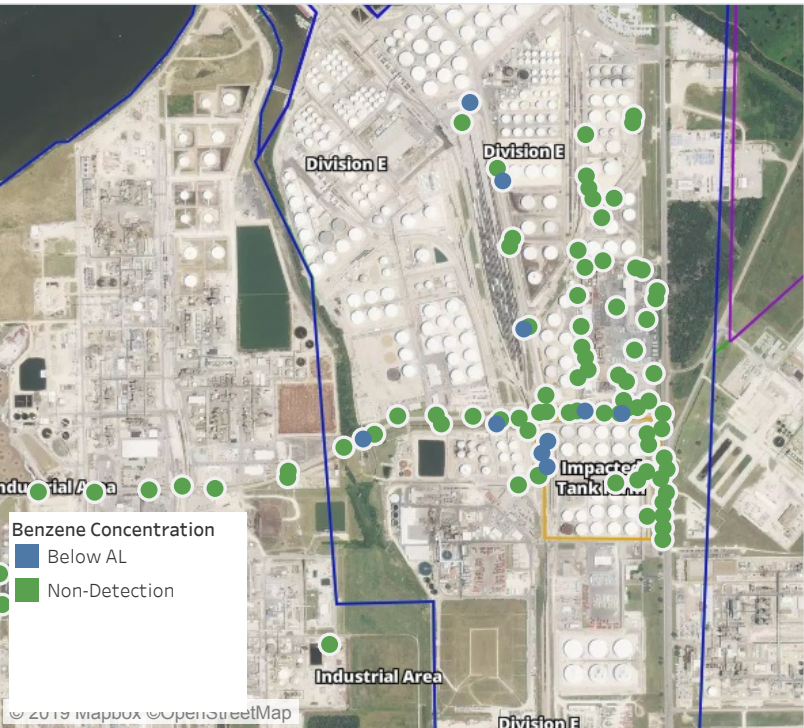 Division E
Division E
Impacted
Tank Farm
Industrial Area
Benzene Concentration
Below AL
Non-Detection
Industrial Area
© 2019 Mapbox ©OpenStreetMap
Division E